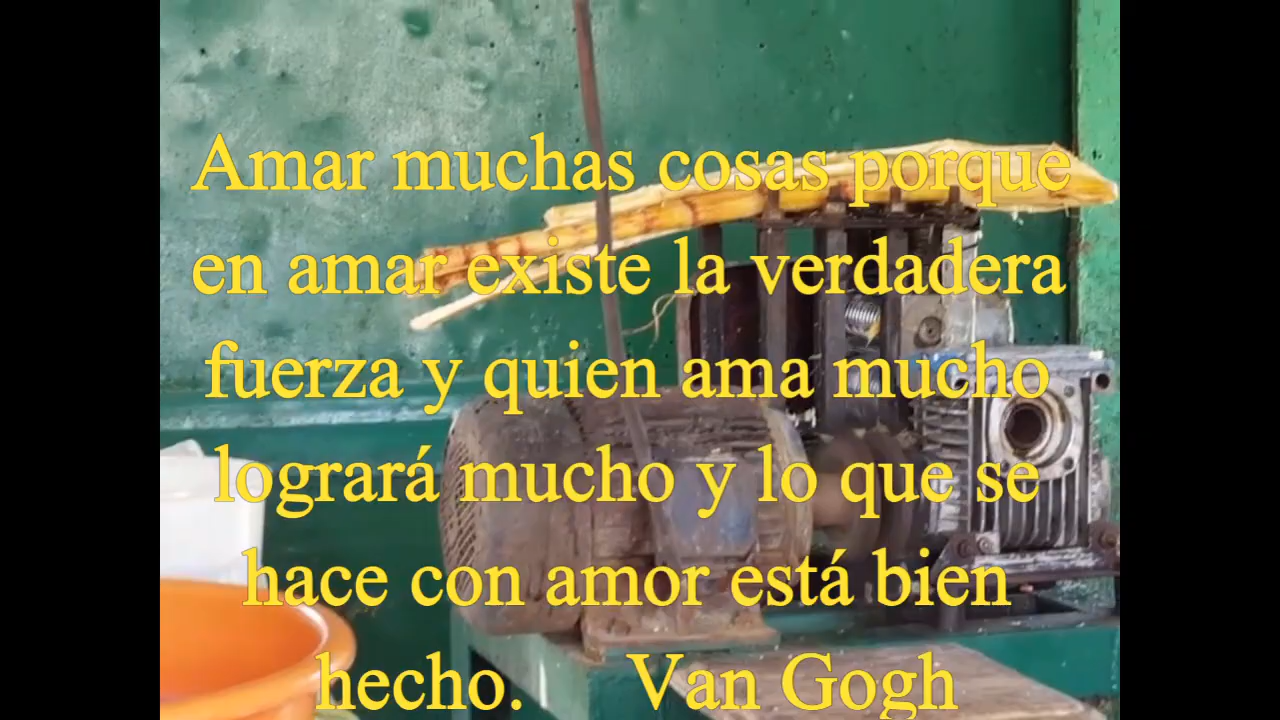 Amar muchas cosas porque
en amar existe la verdadera
fuerza y quien ama mucho
logrará mucho y lo que se
hace con amor está bien
hecho. Van Gogh